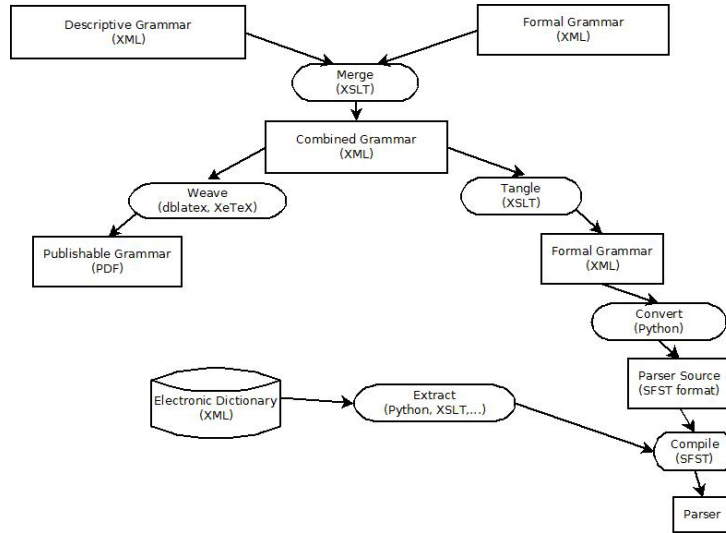 Descriptive Grammar
(XML)
Formal Grammar
(XML)
Merge
(XSLT)
Combined Grammar
(XML)
Weave
(dblatex, XeTeX)
Tangle
(XSLT)
Publishable Grammar
(PDF)
Formal Grammar
(XML)
Convert
(Python)
Parser Source
(SFST format)
Electronic Dictionary
(XML)
Extract
(Python, XSLT,...)
Compile
(SFST)
Parser